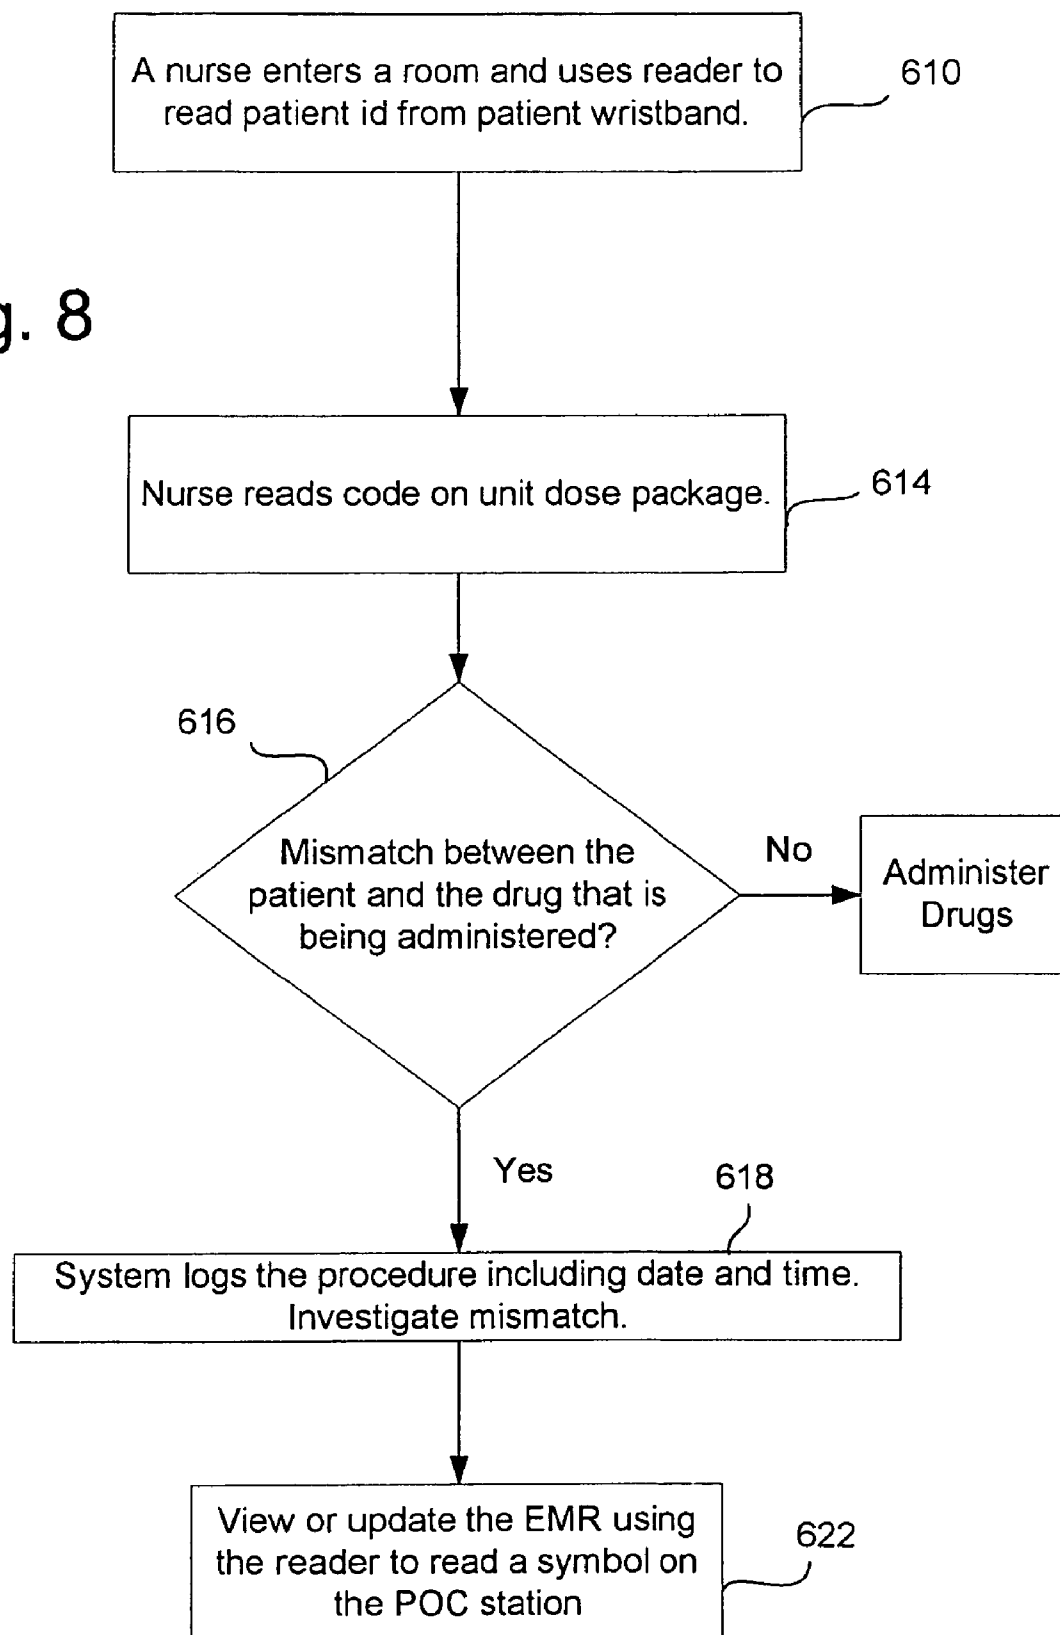 A nurse enters a room and uses reader to
read patient id from patient wristband.
610
g. 8
Nurse reads code on unit dose package.
614
616
Mismatch between the
patient and the drug that is
being administered?
No
Administer
Drugs
Yes
618
System logs the procedure including date and time.
Investigate mismatch.
View or update the EMR using
the reader to read a symbol on
the POC station
622